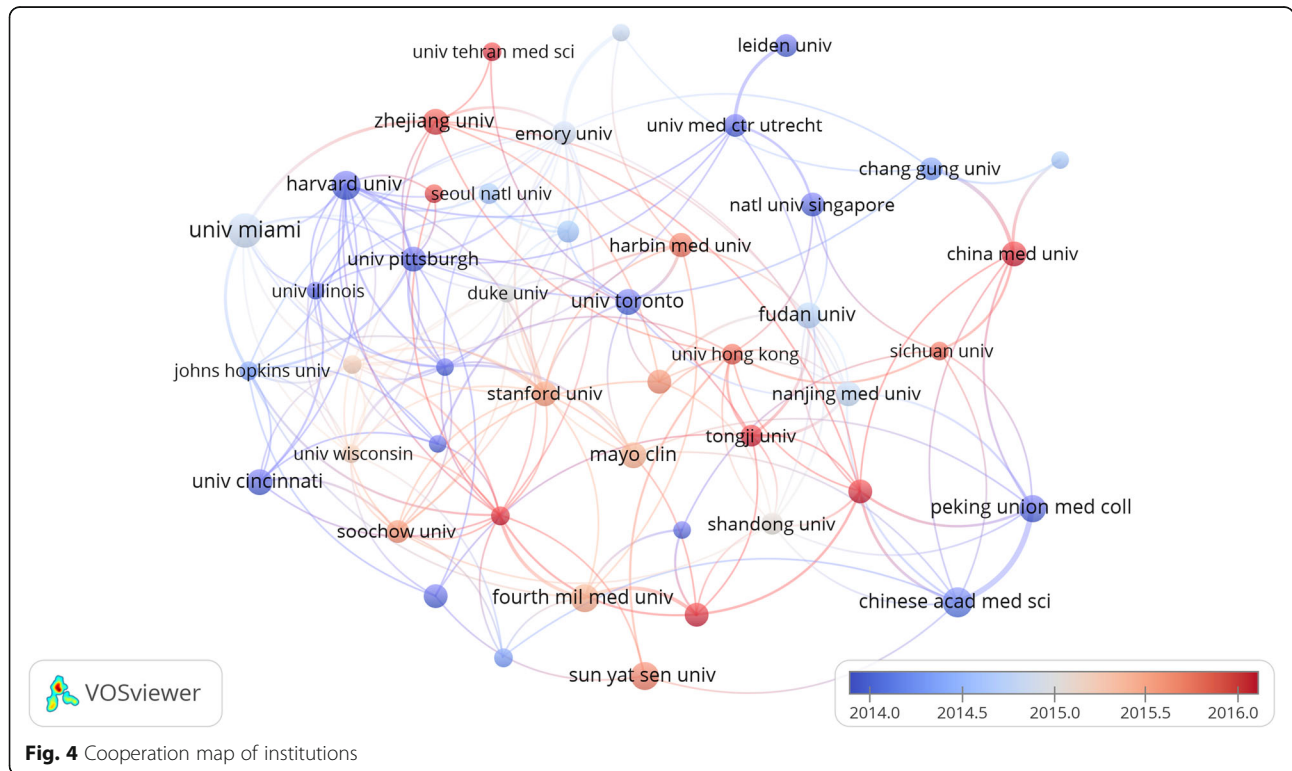 leiden univ
univ tehran med sci
zhejiang univ
emory univ
univ med ctr utrecht
chang gung univ
harvard univ
seoul natl univ
natl univ singapore
univ miami
harbin med univ
china med univ
univ pittsburgh
univ illinois
duke univ
univ toronto
fudan univ
univ hong kong
sichuan univ
johns hopkins univ
stanford univ
nanjing med univ
tongji univ
univ wisconsin
mayo clin
univ cincinnati
peking union med coll
soochow univ
shandong univ
fourth mil med univ
chinese acad med sci
sun yat sen univ
VOSviewer
2014.0 2014.5 2015.0 2015.5 2016.0
Fig. 4 Cooperation map of institutions